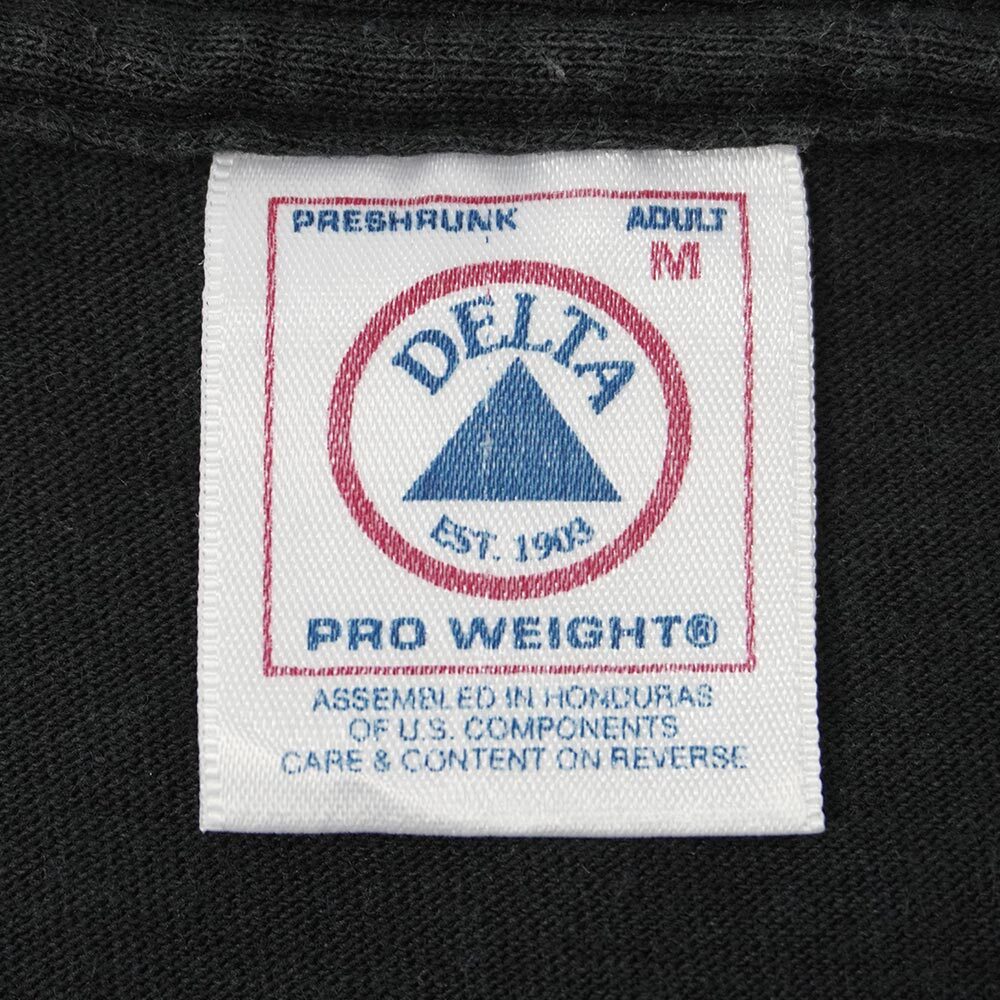 PRESHRUNK ADULT
M
DELTA
EST. 1903
PRO WEIGHT®
ASSEMBLED IN HONDURAS
OF U.S. COMPONENTS
CARE & CONTENT ON REVERSE